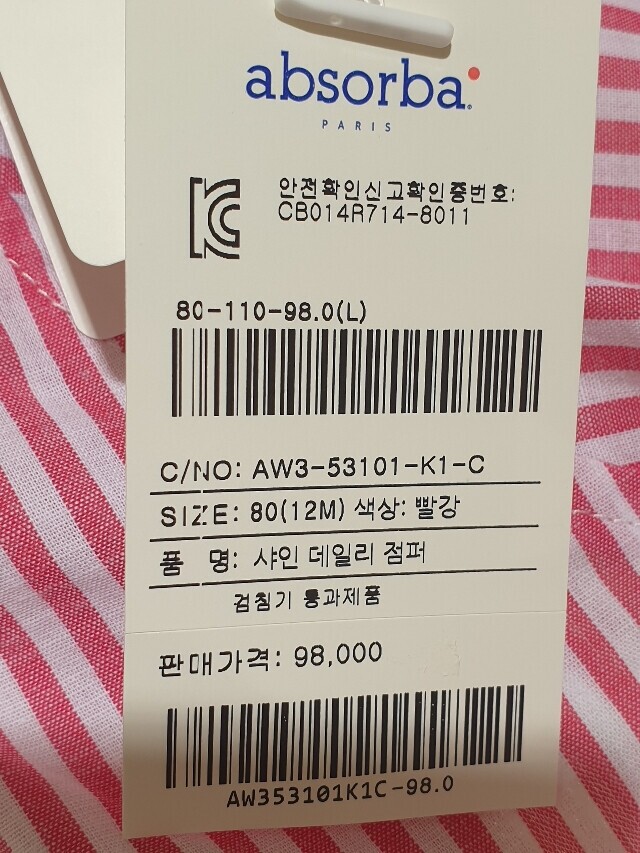 absorba
PARIS
안전확인신고확인증번호:
CB014R714-8011
80-110-98.0(L)
C/NO: AW3-53101-K1-C
SIZE: 80(12M) 색상: 빨강
품 명: 샤인 데일리 점퍼
검침기 통과제품
판매가격: 98,000
AW353101K1C-98.0